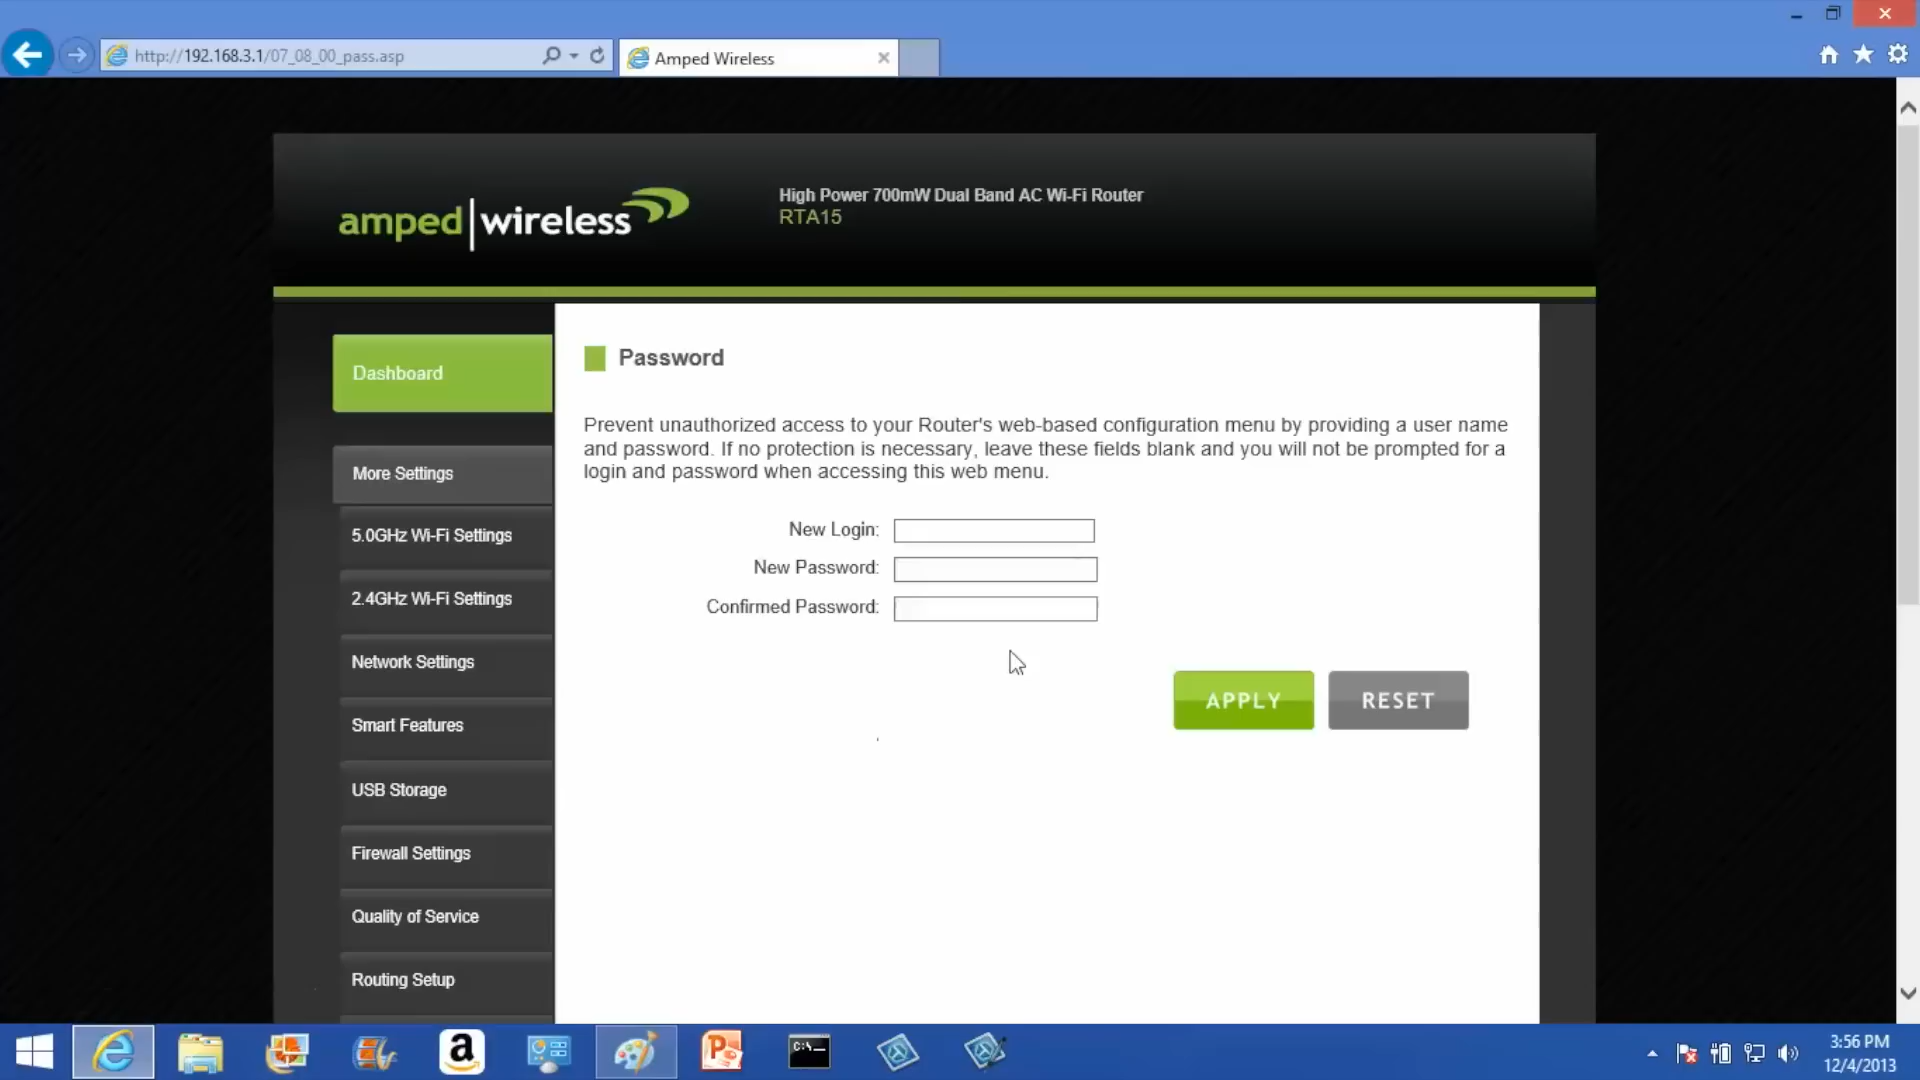 http://192.168.3.1/07_08_00_pass.asp
Amped Wireless
amped|wireless
High Power 700mW Dual Band AC Wi-Fi Router
RTA15
Dashboard
More Settings
5.0GHz Wi-Fi Settings
2.4GHz Wi-Fi Settings
Network Settings
Smart Features
USB Storage
Firewall Settings
Quality of Service
Routing Setup
Password
Prevent unauthorized access to your Router's web-based configuration menu by providing a user name
and password. If no protection is necessary, leave these fields blank and you will not be prompted for a
login and password when accessing this web menu.
New Login:
New Password:
Confirmed Password:
APPLY
RESET
a
P
C:\_
3:56 PM
12/4/2013